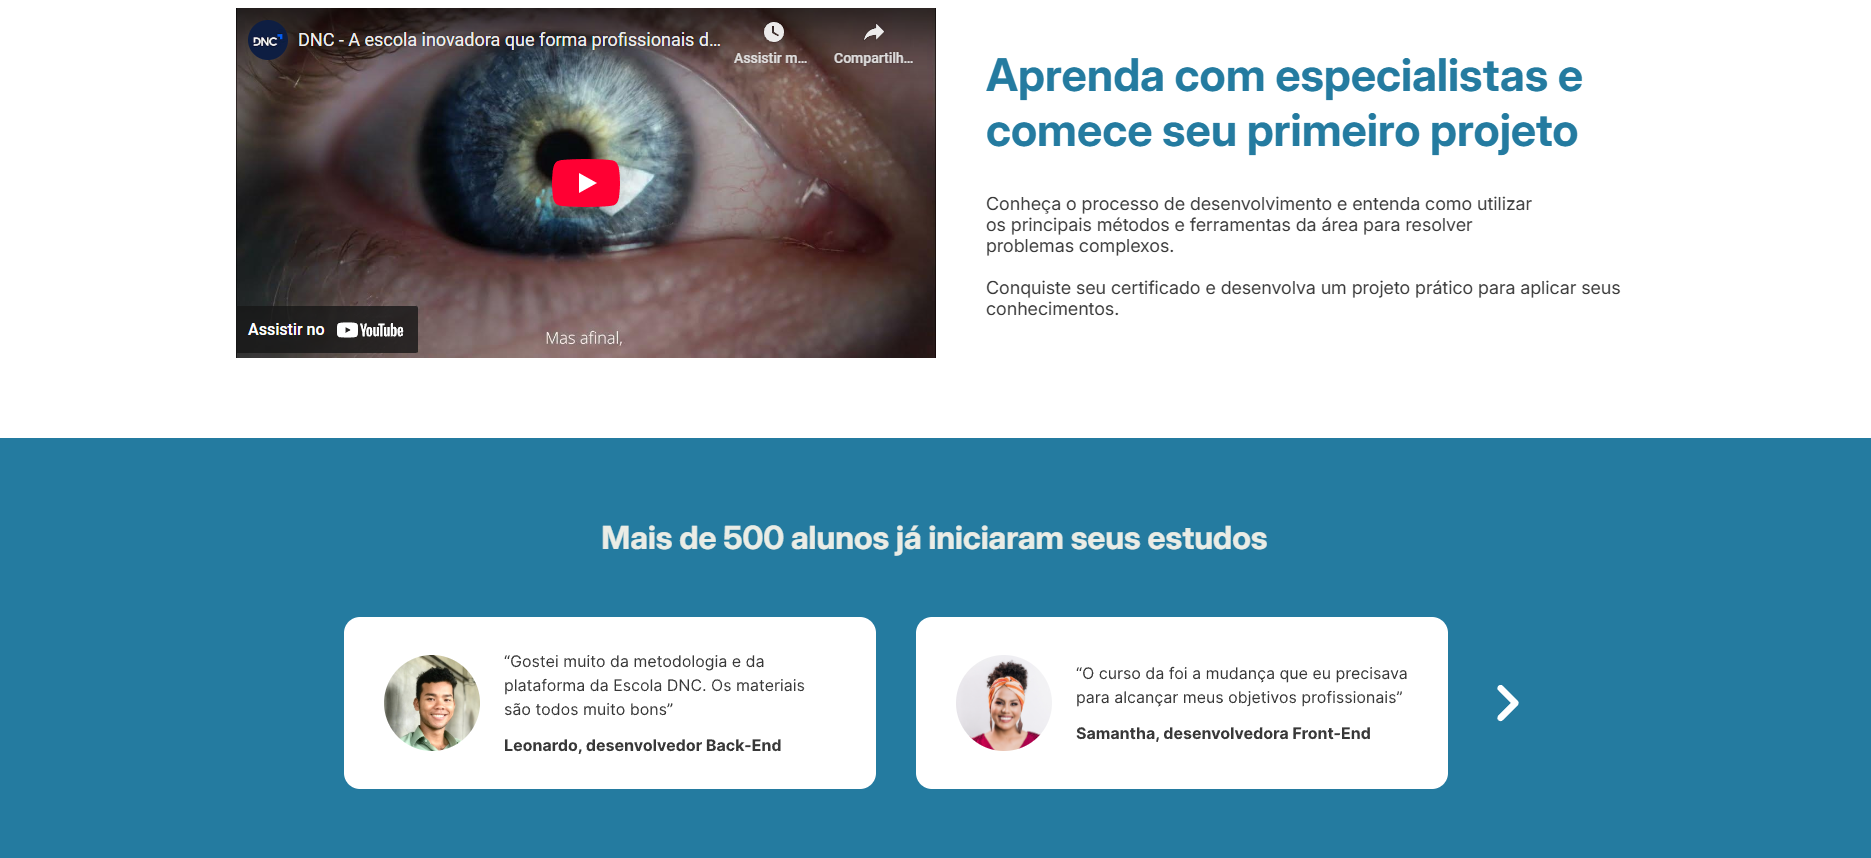 DNC
DNC - A escola inovadora que forma profissionais d...
Assistir m...
Compartilh...
Assistir no YouTube
Mas afinal,
Aprenda com especialistas e
comece seu primeiro projeto
Conheça o processo de desenvolvimento e entenda como utilizar
os principais métodos e ferramentas da área para resolver
problemas complexos.
Conquiste seu certificado e desenvolva um projeto prático para aplicar seus
conhecimentos.
Mais de 500 alunos já iniciaram seus estudos
“Gostei muito da metodologia e da
plataforma da Escola DNC. Os materiais
são todos muito bons”
Leonardo, desenvolvedor Back-End
“O curso da foi a mudança que eu precisava
para alcançar meus objetivos profissionais”
Samantha, desenvolvedora Front-End